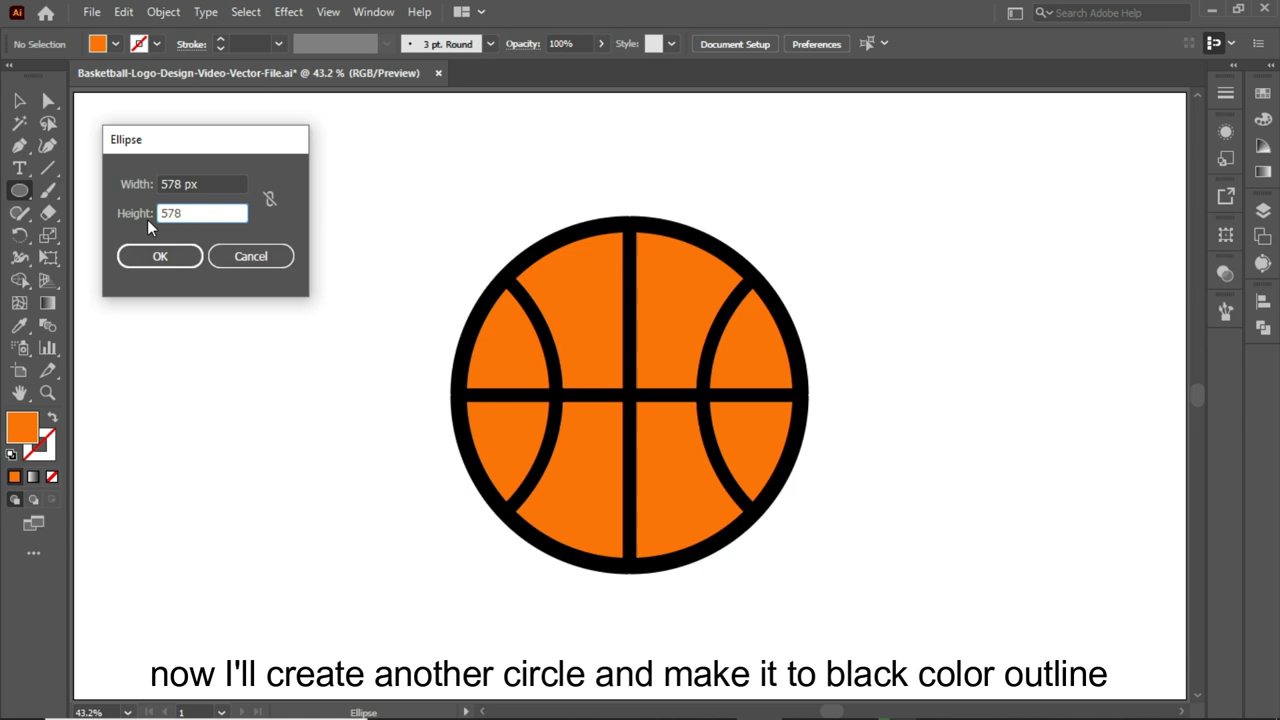 Ai
File Edit Object Type Select Effect View Window Help
Search Adobe Help
No Selection
Stroke:
3 pt. Round
Opacity: 100%
Style:
Document Setup
Preferences
Basketball-Logo-Design-Video-Vector-File.ai* @ 43.2 % (RGB/Preview)
Ellipse
Width: 578 px
Height: 578
OK
Cancel
now I'll create another circle and make it to black color outline
43.2%
1
Ellipse